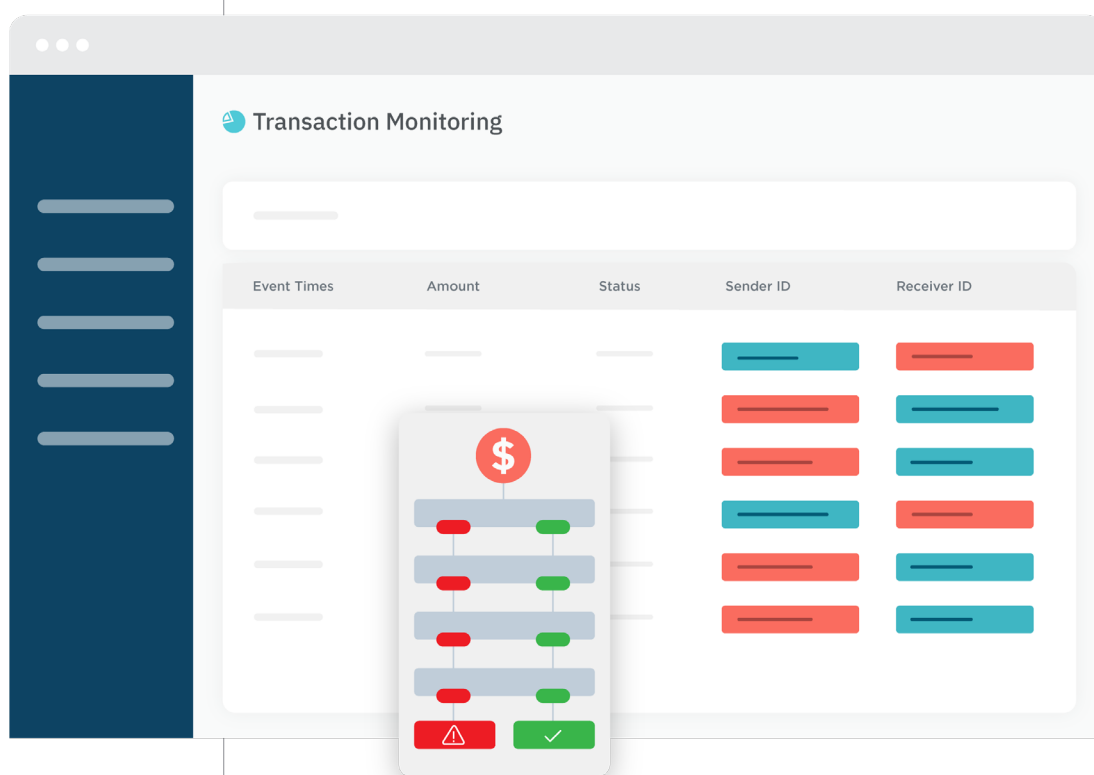 Transaction Monitoring
Event Times Amount Status Sender ID Receiver ID
$